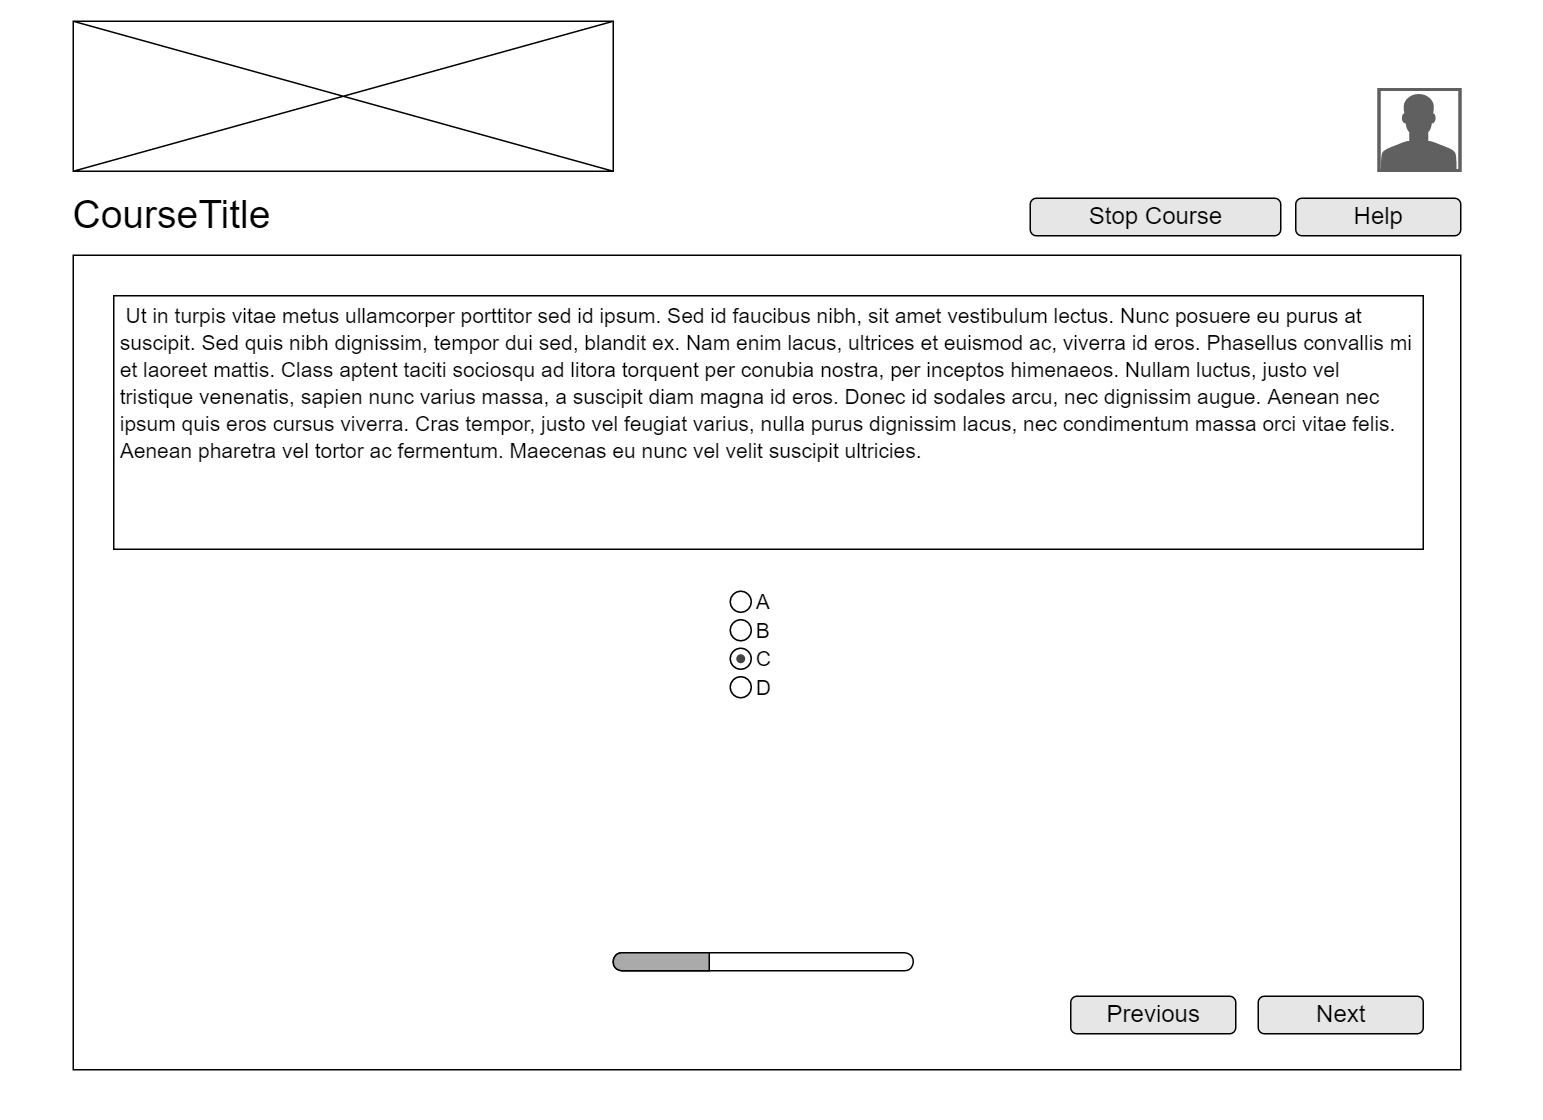 CourseTitle
Stop Course
Help
Ut in turpis vitae metus ullamcorper porttitor sed id ipsum. Sed id faucibus nibh, sit amet vestibulum lectus. Nunc posuere eu purus at
suscipit. Sed quis nibh dignissim, tempor dui sed, blandit ex. Nam enim lacus, ultrices et euismod ac, viverra id eros. Phasellus convallis mi
et laoreet mattis. Class aptent taciti sociosqu ad litora torquent per conubia nostra, per inceptos himenaeos. Nullam luctus, justo vel
tristique venenatis, sapien nunc varius massa, a suscipit diam magna id eros. Donec id sodales arcu, nec dignissim augue. Aenean nec
ipsum quis eros cursus viverra. Cras tempor, justo vel feugiat varius, nulla purus dignissim lacus, nec condimentum massa orci vitae felis.
Aenean pharetra vel tortor ac fermentum. Maecenas eu nunc vel velit suscipit ultricies.
A
B
C
D
Previous
Next